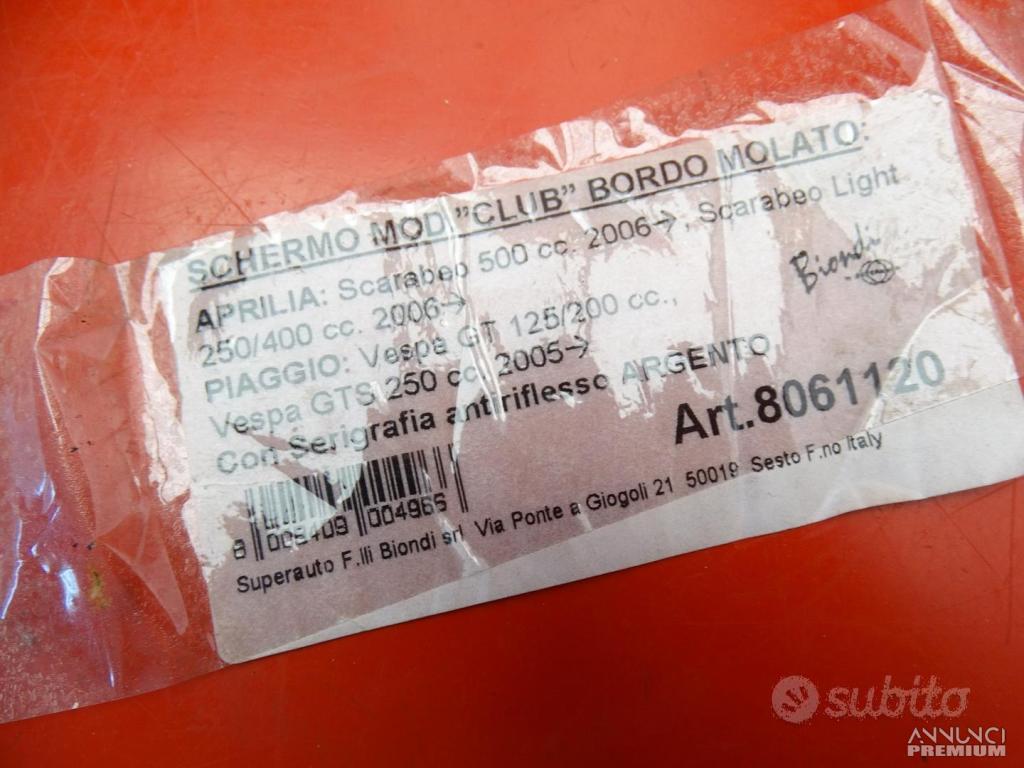 SCHERMO MOD "CLUB" BORDO MOLATO:
APRILIA: Scarabeo 500 cc. 2006→, Scarabeo Light
250/400 cc. 2006→
PIAGGIO: Vespa GT 125/200 cc.,
Vespa GTS 250 cc. 2005→
Con Serigrafia antiriflesso ARGENTO
Biondi
Art.8061120
8 008409 004966
Superauto F.lli Biondi srl Via Ponte a Giogoli 21 50019 Sesto F.no Italy
subito
ANNUNCI
PREMIUM